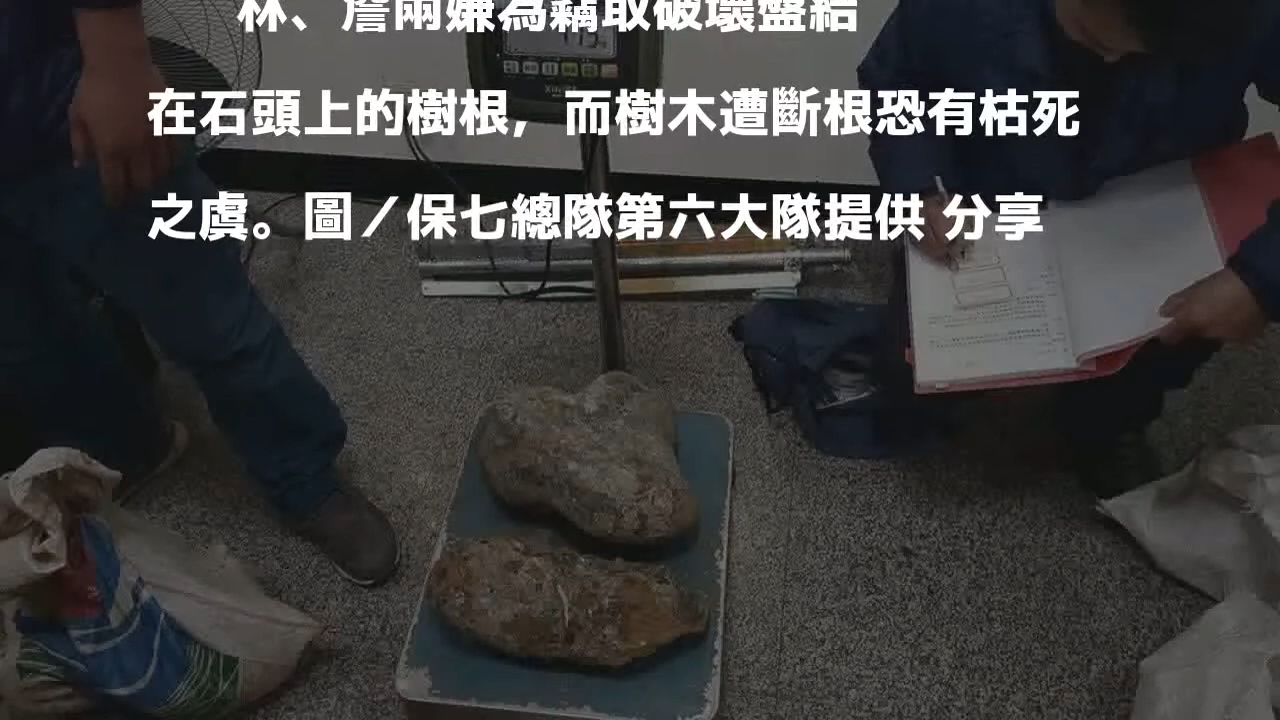 林、詹兩嫌為竊取破壞盤結
在石頭上的樹根，而樹木遭斷根恐有枯死
之虞。圖／保七總隊第六大隊提供 分享